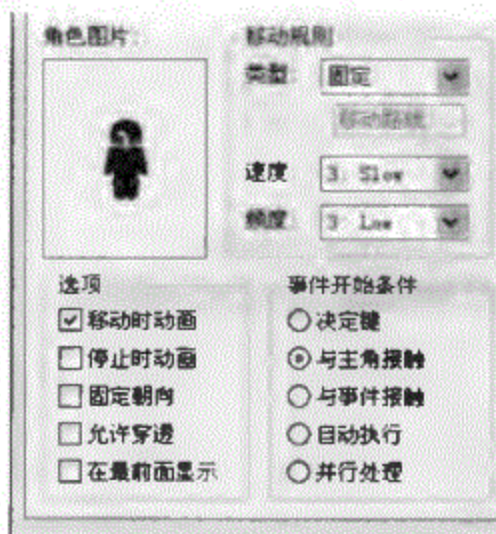 角色图片:
移动规则
类型: 固定
移动路线
速度 3: Slow
频度: 3: Low
选项
移动时动画
停止时动画
固定朝向
允许穿透
在最前面显示
事件开始条件
决定键
与主角接触
与事件接触
自动执行
并行处理